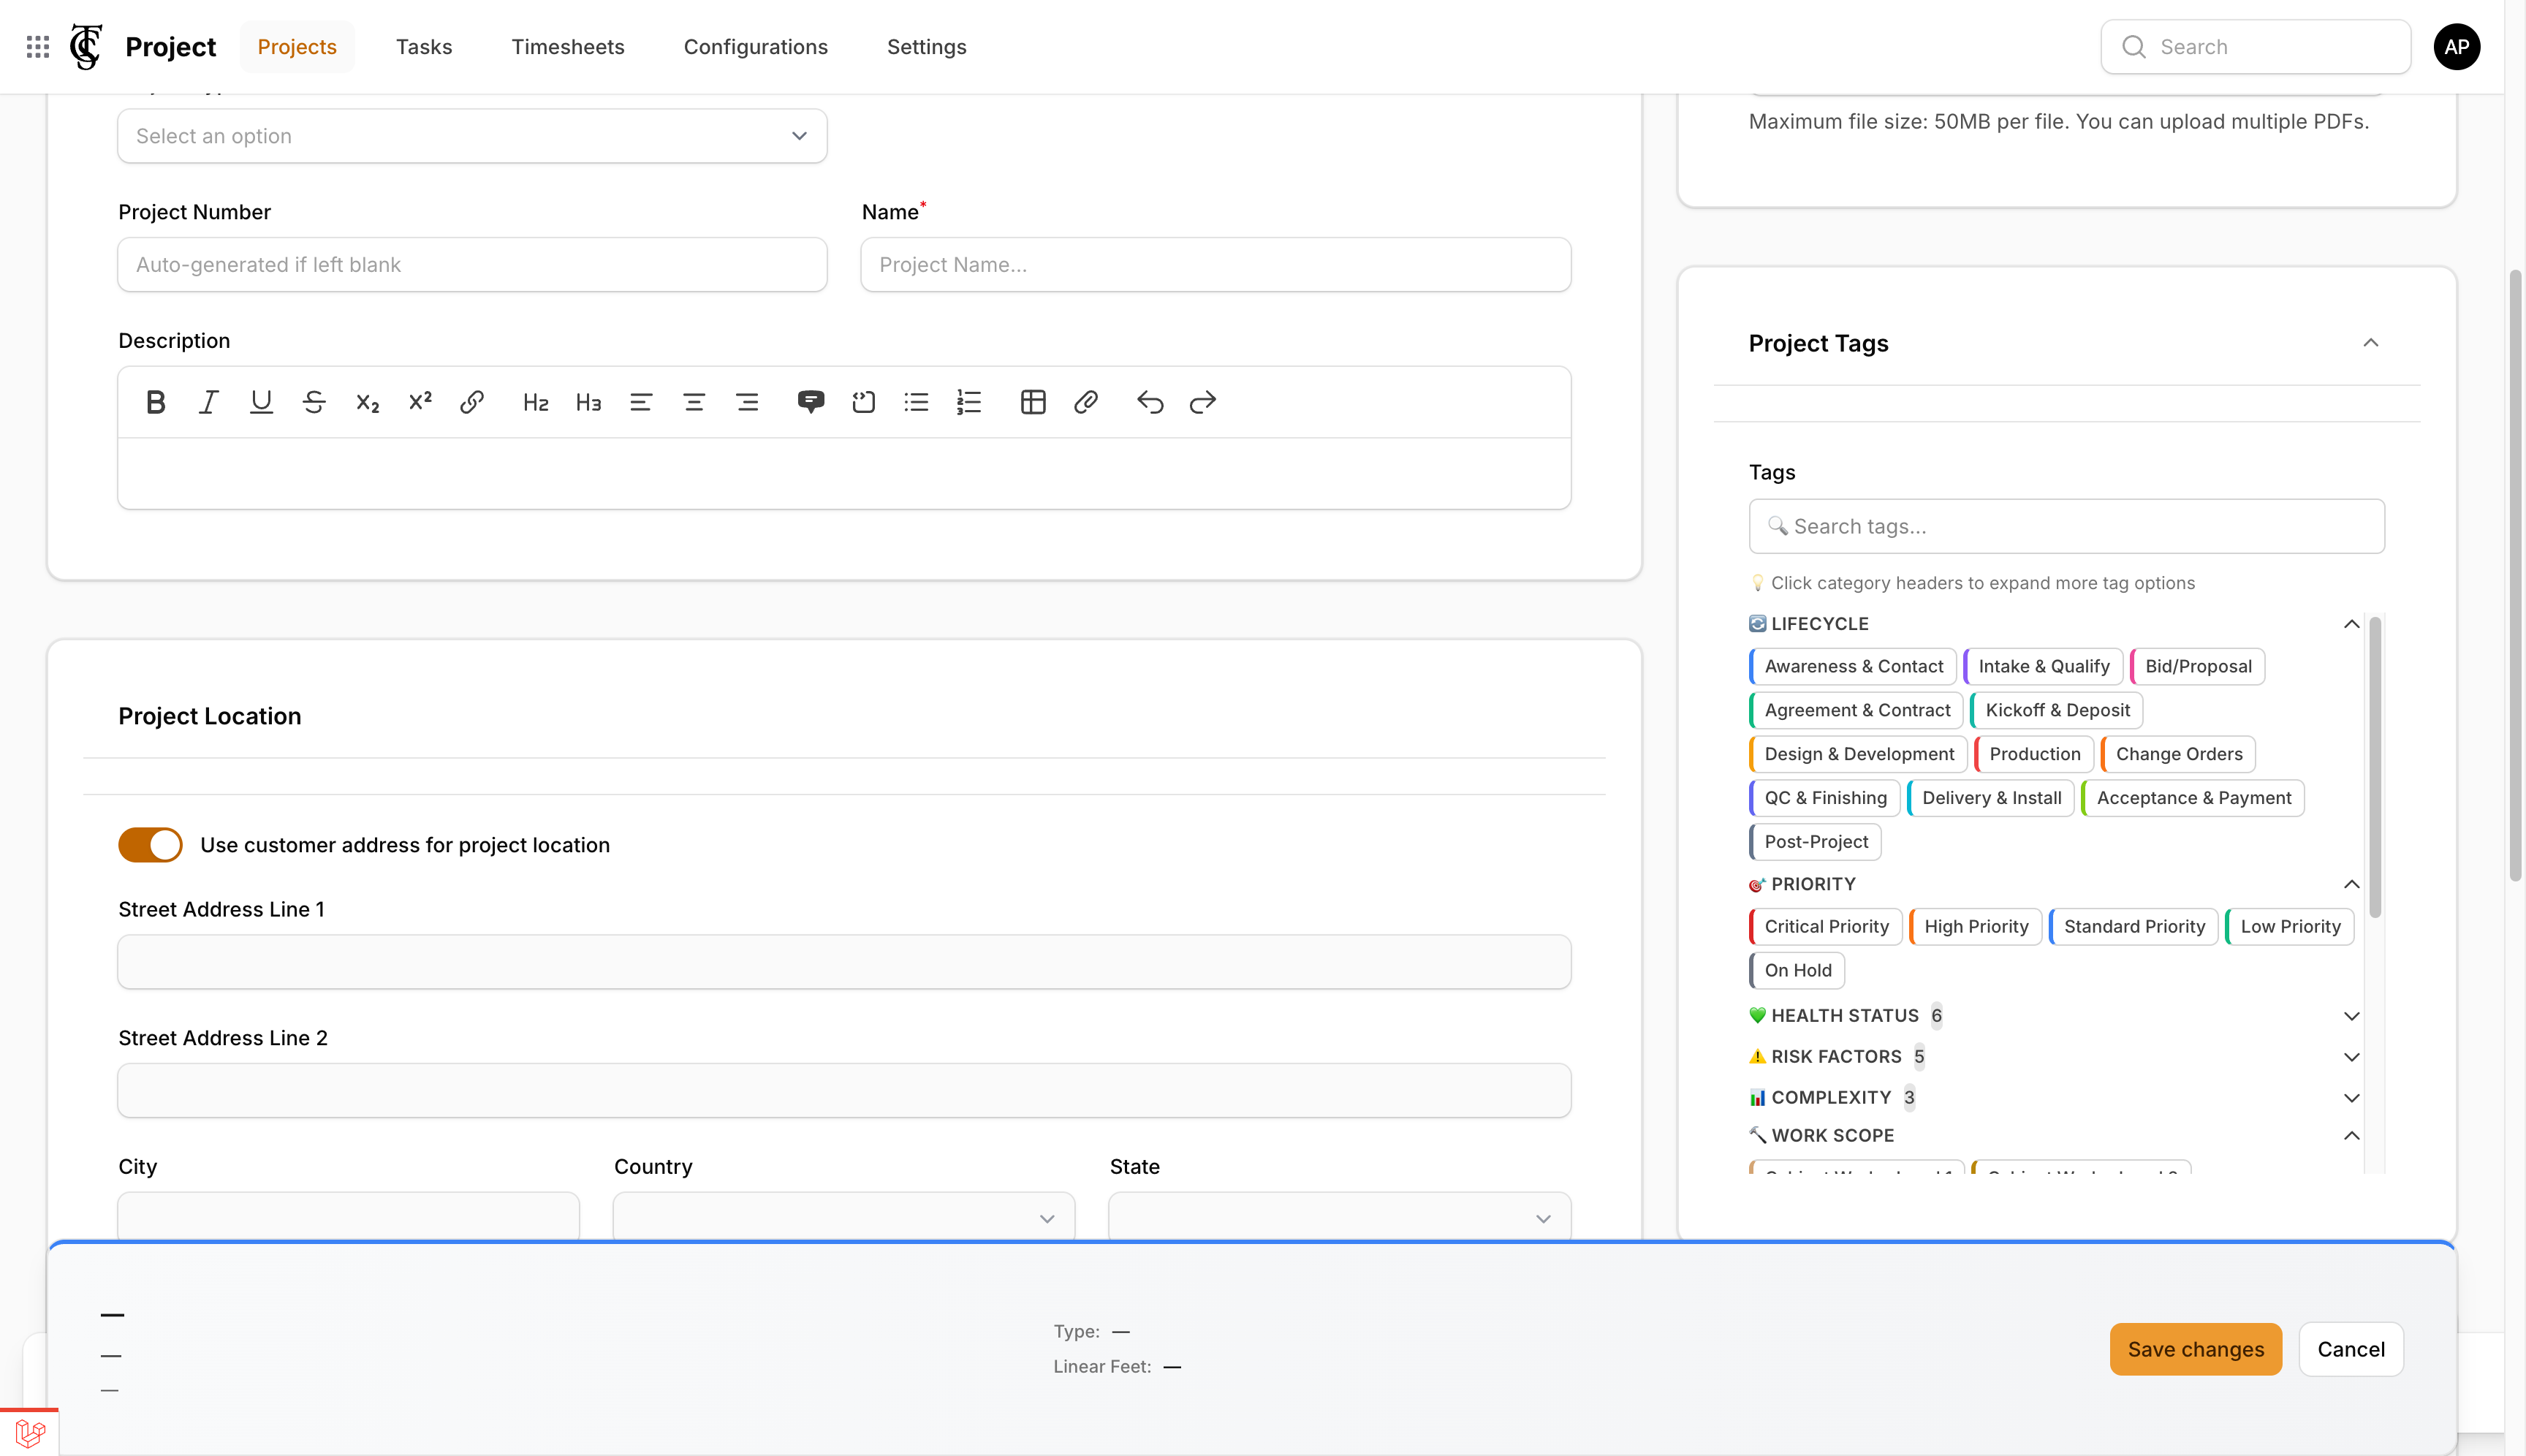 Project
Projects
Tasks
Timesheets
Configurations
Settings
Search
AP
Select an option
Project Number
Name*
Auto-generated if left blank
Project Name...
Description
H2
H3
Project Location
Use customer address for project location
Street Address Line 1
Street Address Line 2
City
Country
State
Maximum file size: 50MB per file. You can upload multiple PDFs.
Project Tags
Tags
🔍 Search tags...
💡 Click category headers to expand more tag options
🔄 LIFECYCLE
Awareness & Contact
Intake & Qualify
Bid/Proposal
Agreement & Contract
Kickoff & Deposit
Design & Development
Production
Change Orders
QC & Finishing
Delivery & Install
Acceptance & Payment
Post-Project
🎯 PRIORITY
Critical Priority
High Priority
Standard Priority
Low Priority
On Hold
💚 HEALTH STATUS 6
⚠️ RISK FACTORS 5
📊 COMPLEXITY 3
🔨 WORK SCOPE
—
—
—
Type: —
Linear Feet: —
Save changes
Cancel